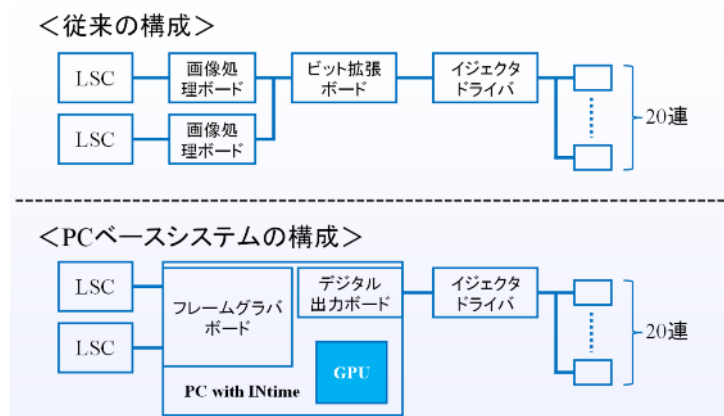 ＜従来の構成＞
LSC
画像処
理ボード
ビット拡張
ボード
イジェクタ
ドライバ
LSC
画像処
理ボード
20連
＜PCベースシステムの構成＞
LSC
フレームグラバ
ボード
デジタル
出力ボード
イジェクタ
ドライバ
LSC
GPU
PC with INtime
20連